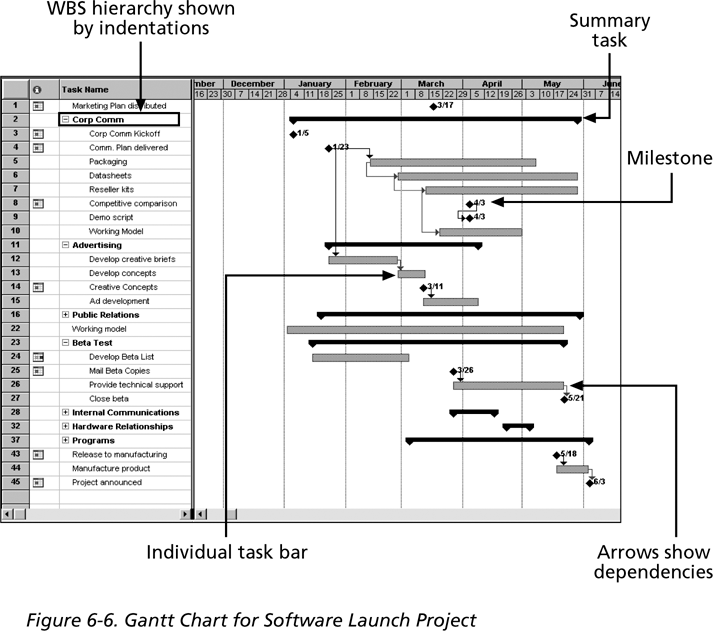 WBS hierarchy shown
by indentations
Summary
task
Task Name
mber December January February March April May June
16 23 30 7 14 21 28 4 11 18 25 1 8 15 22 1 8 15 22 29 5 12 19 26 3 10 17 24 31 7 14
1 Marketing Plan distributed 3/17
2 Corp Comm
3 Corp Comm Kickoff 1/5
4 Comm. Plan delivered 1/23
5 Packaging
6 Datasheets
7 Reseller kits
Milestone
8 Competitive comparison 4/3
9 Demo script 4/3
10 Working Model
11 Advertising
12 Develop creative briefs
13 Develop concepts
14 Creative Concepts 3/11
15 Ad development
16 Public Relations
22 Working model
23 Beta Test
24 Develop Beta List
25 Mail Beta Copies 3/26
26 Provide technical support
27 Close beta 5/21
28 Internal Communications
32 Hardware Relationships
37 Programs
43 Release to manufacturing 5/18
44 Manufacture product
45 Project announced 6/3
Individual task bar
Arrows show
dependencies
Figure 6-6. Gantt Chart for Software Launch Project